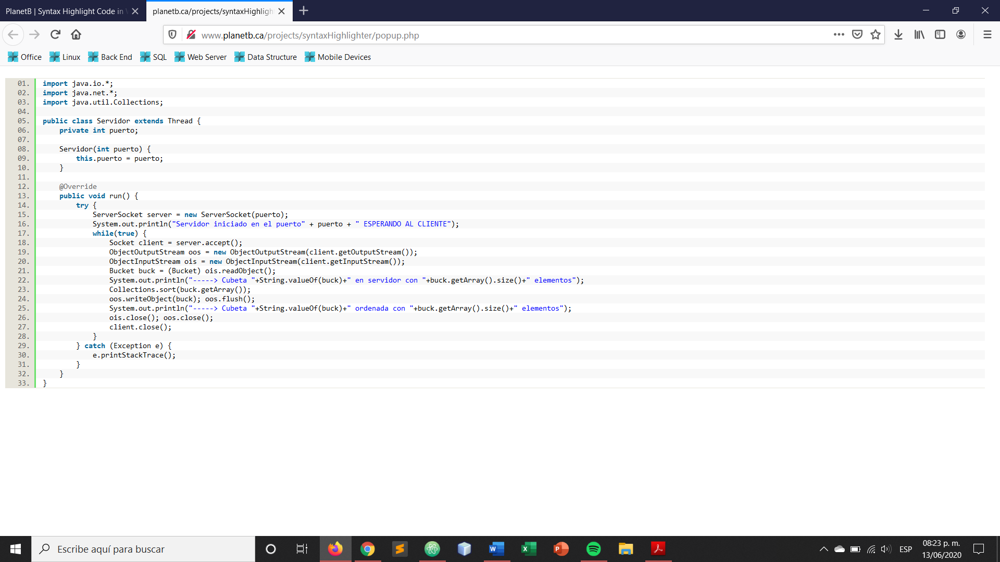 PlanetB | Syntax Highlight Code in
planetb.ca/projects/syntaxHighligh
www.planetb.ca/projects/syntaxHighlighter/popup.php
Office Linux Back End SQL Web Server Data Structure Mobile Devices
01. import java.io.*;
02. import java.net.*;
03. import java.util.Collections;
04.
05. public class Servidor extends Thread {
06.     private int puerto;
07.
08.     Servidor(int puerto) {
09.         this.puerto = puerto;
10.     }
11.
12.     @Override
13.     public void run() {
14.         try {
15.             ServerSocket server = new ServerSocket(puerto);
16.             System.out.println("Servidor iniciado en el puerto" + puerto + " ESPERANDO AL CLIENTE");
17.             while(true) {
18.                 Socket client = server.accept();
19.                 ObjectOutputStream oos = new ObjectOutputStream(client.getOutputStream());
20.                 ObjectInputStream ois = new ObjectInputStream(client.getInputStream());
21.                 Bucket buck = (Bucket) ois.readObject();
22.                 System.out.println("-----> Cubeta "+String.valueOf(buck)+" en servidor con "+buck.getArray().size()+" elementos");
23.                 Collections.sort(buck.getArray());
24.                 oos.writeObject(buck); oos.flush();
25.                 System.out.println("-----> Cubeta "+String.valueOf(buck)+" ordenada con "+buck.getArray().size()+" elementos");
26.                 ois.close(); oos.close();
27.                 client.close();
28.             }
29.         } catch (Exception e) {
30.             e.printStackTrace();
31.         }
32.     }
33. }
Escribe aquí para buscar
ESP
08:23 p. m.
13/06/2020